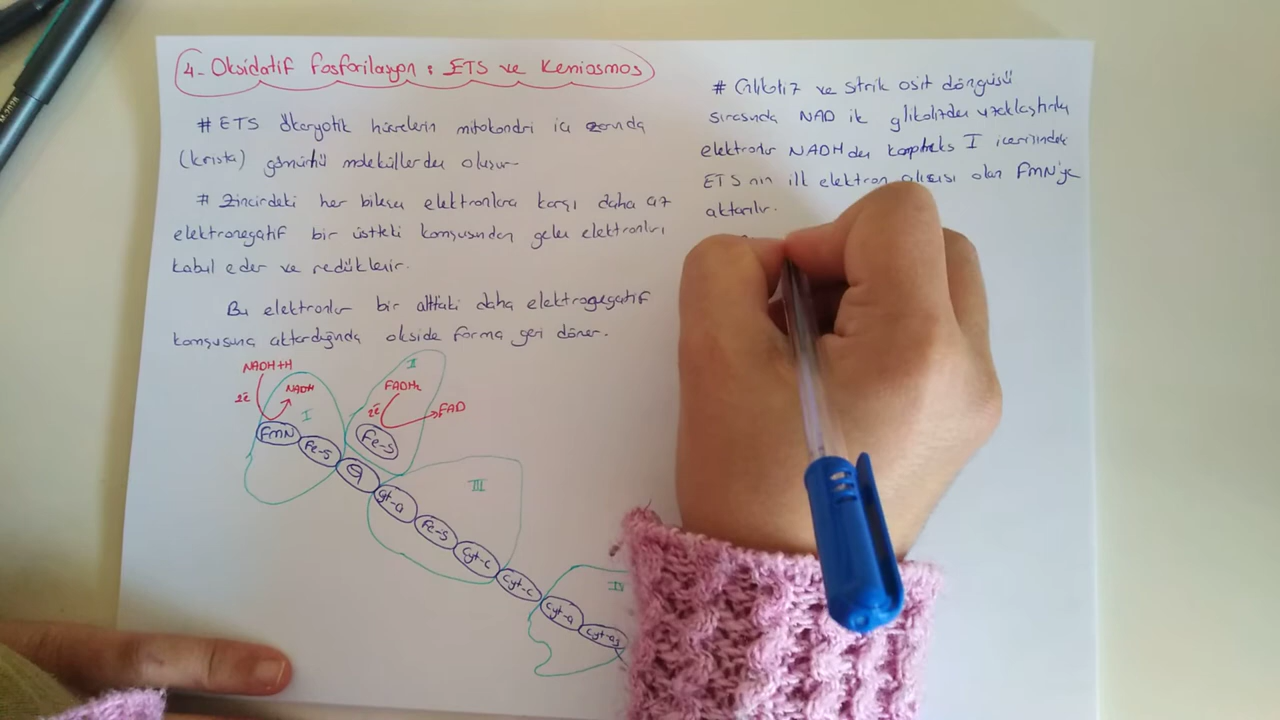 4- Oksidatif fosforilasyon : ETS ve Kemiosmos
# ETS ökaryotik hücrelerin mitokondri iç zarında
(krista) gömülü moleküllerden oluşur.
# Zincirdeki her bileşen elektronlara karşı daha az
elektronegatif bir üstteki komşusundan gelen elektronları
kabul eder ve redüklenir.
Bu elektronlar bir alttaki daha elektronegatif
komşusuna aktardığında okside forma geri döner.
NADH+H
2e
NADH
I
FMN
Fe-S
II
FADH₂
2e
FAD
Fe-S
Q
III
Cyt-a
Fe-S
Cyt-c
Cyt-c
IV
Cyt-a
Cyt-a₃
# Glikoliz ve sitrik asit döngüsü
sırasında NAD ile glikolizden uzaklaştırılan
elektronlar NADH den kompleks I içerisindeki
ETS nin ilk elektron alıcısı olan FMN'ye
aktarılır.